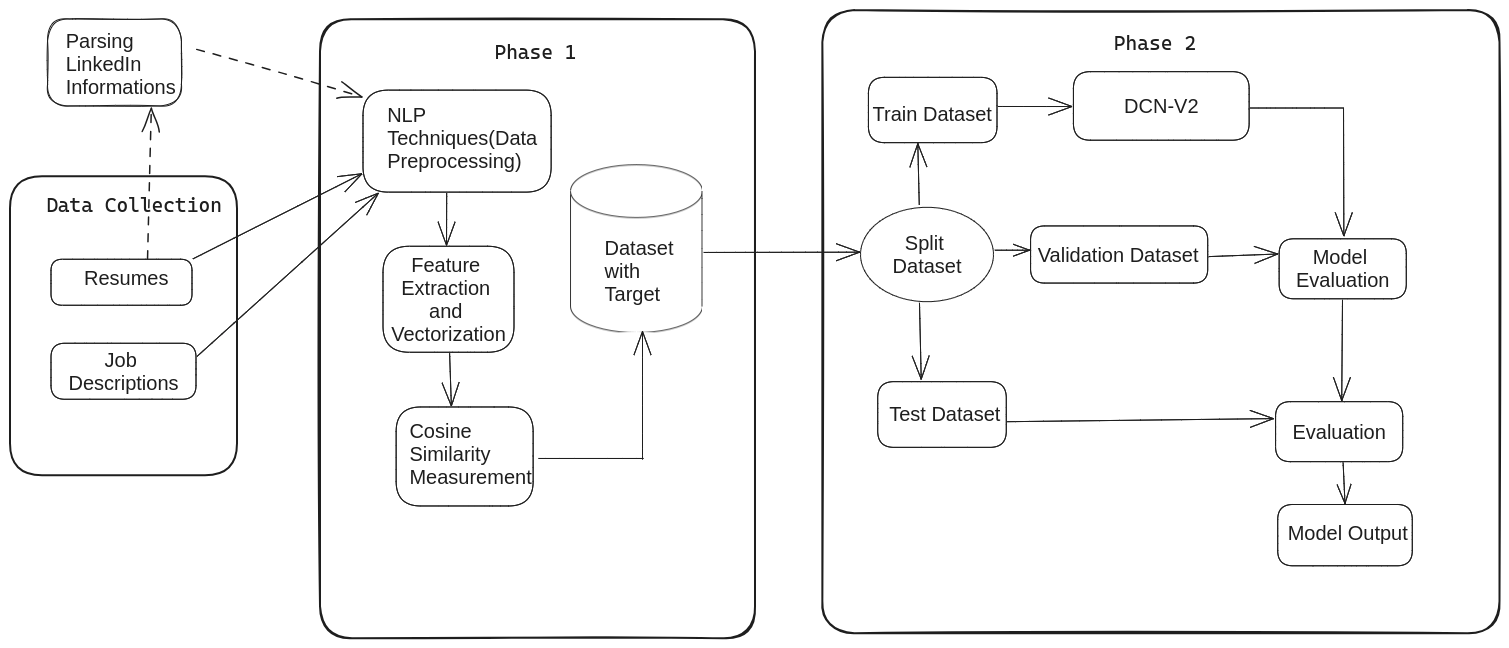 Parsing
LinkedIn
Informations
Data Collection
Resumes
Job
Descriptions
Phase 1
NLP
Techniques(Data
Preprocessing)
Feature
Extraction
and
Vectorization
Cosine
Similarity
Measurement
Dataset
with
Target
Phase 2
Train Dataset
DCN-V2
Split
Dataset
Validation Dataset
Model
Evaluation
Test Dataset
Evaluation
Model Output